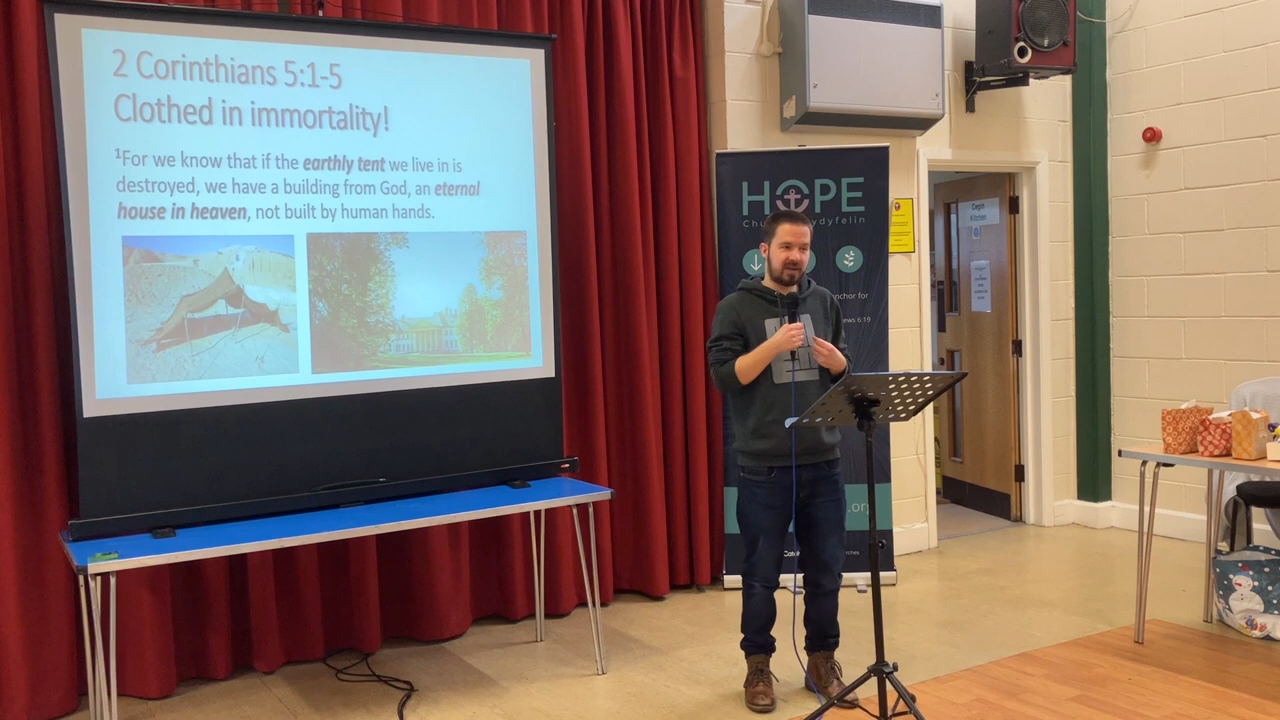 2 Corinthians 5:1-5
Clothed in immortality!
¹For we know that if the earthly tent we live in is
destroyed, we have a building from God, an eternal
house in heaven, not built by human hands.
HOPE
Cegin
Kitchen